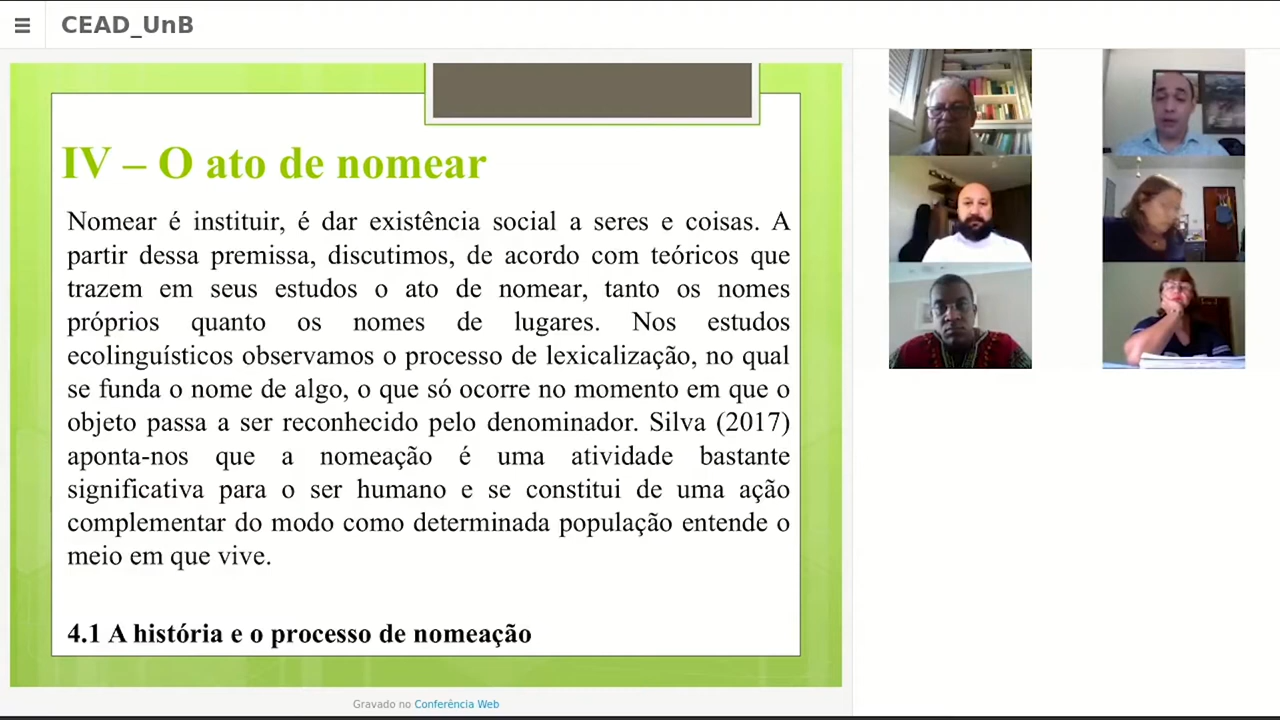 CEAD_UnB
IV – O ato de nomear
Nomear é instituir, é dar existência social a seres e coisas. A
partir dessa premissa, discutimos, de acordo com teóricos que
trazem em seus estudos o ato de nomear, tanto os nomes
próprios quanto os nomes de lugares. Nos estudos
ecolinguísticos observamos o processo de lexicalização, no qual
se funda o nome de algo, o que só ocorre no momento em que o
objeto passa a ser reconhecido pelo denominador. Silva (2017)
aponta-nos que a nomeação é uma atividade bastante
significativa para o ser humano e se constitui de uma ação
complementar do modo como determinada população entende o
meio em que vive.
4.1 A história e o processo de nomeação
Gravado no Conferência Web